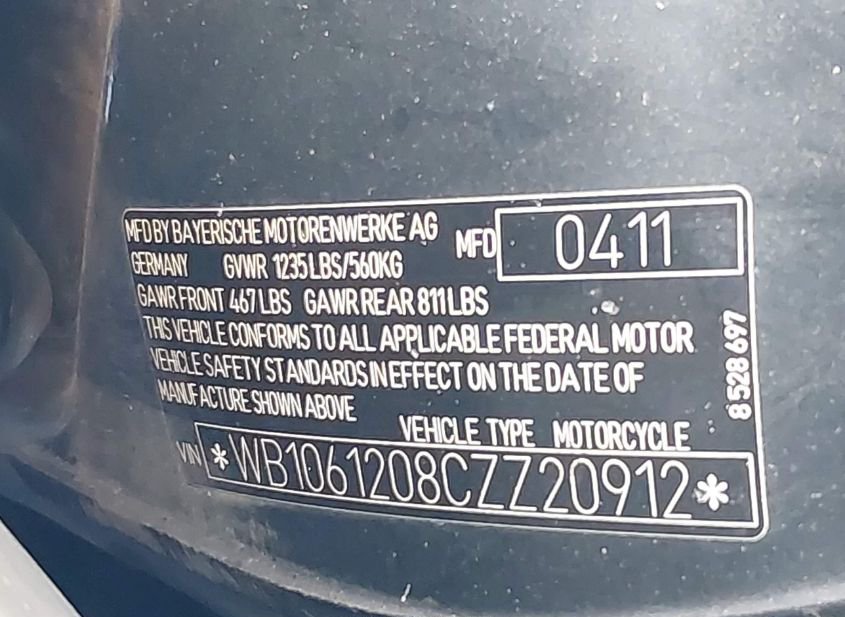 MFD BY BAYERISCHE MOTORENWERKE AG MFD 0411
GERMANY GVWR 1235 LBS/560KG
GAWR FRONT 467 LBS GAWR REAR 811 LBS
THIS VEHICLE CONFORMS TO ALL APPLICABLE FEDERAL MOTOR
VEHICLE SAFETY STANDARDS IN EFFECT ON THE DATE OF
MANUFACTURE SHOWN ABOVE
VEHICLE TYPE MOTORCYCLE
VIN *WB1061208CZZ20912*
8 528 697